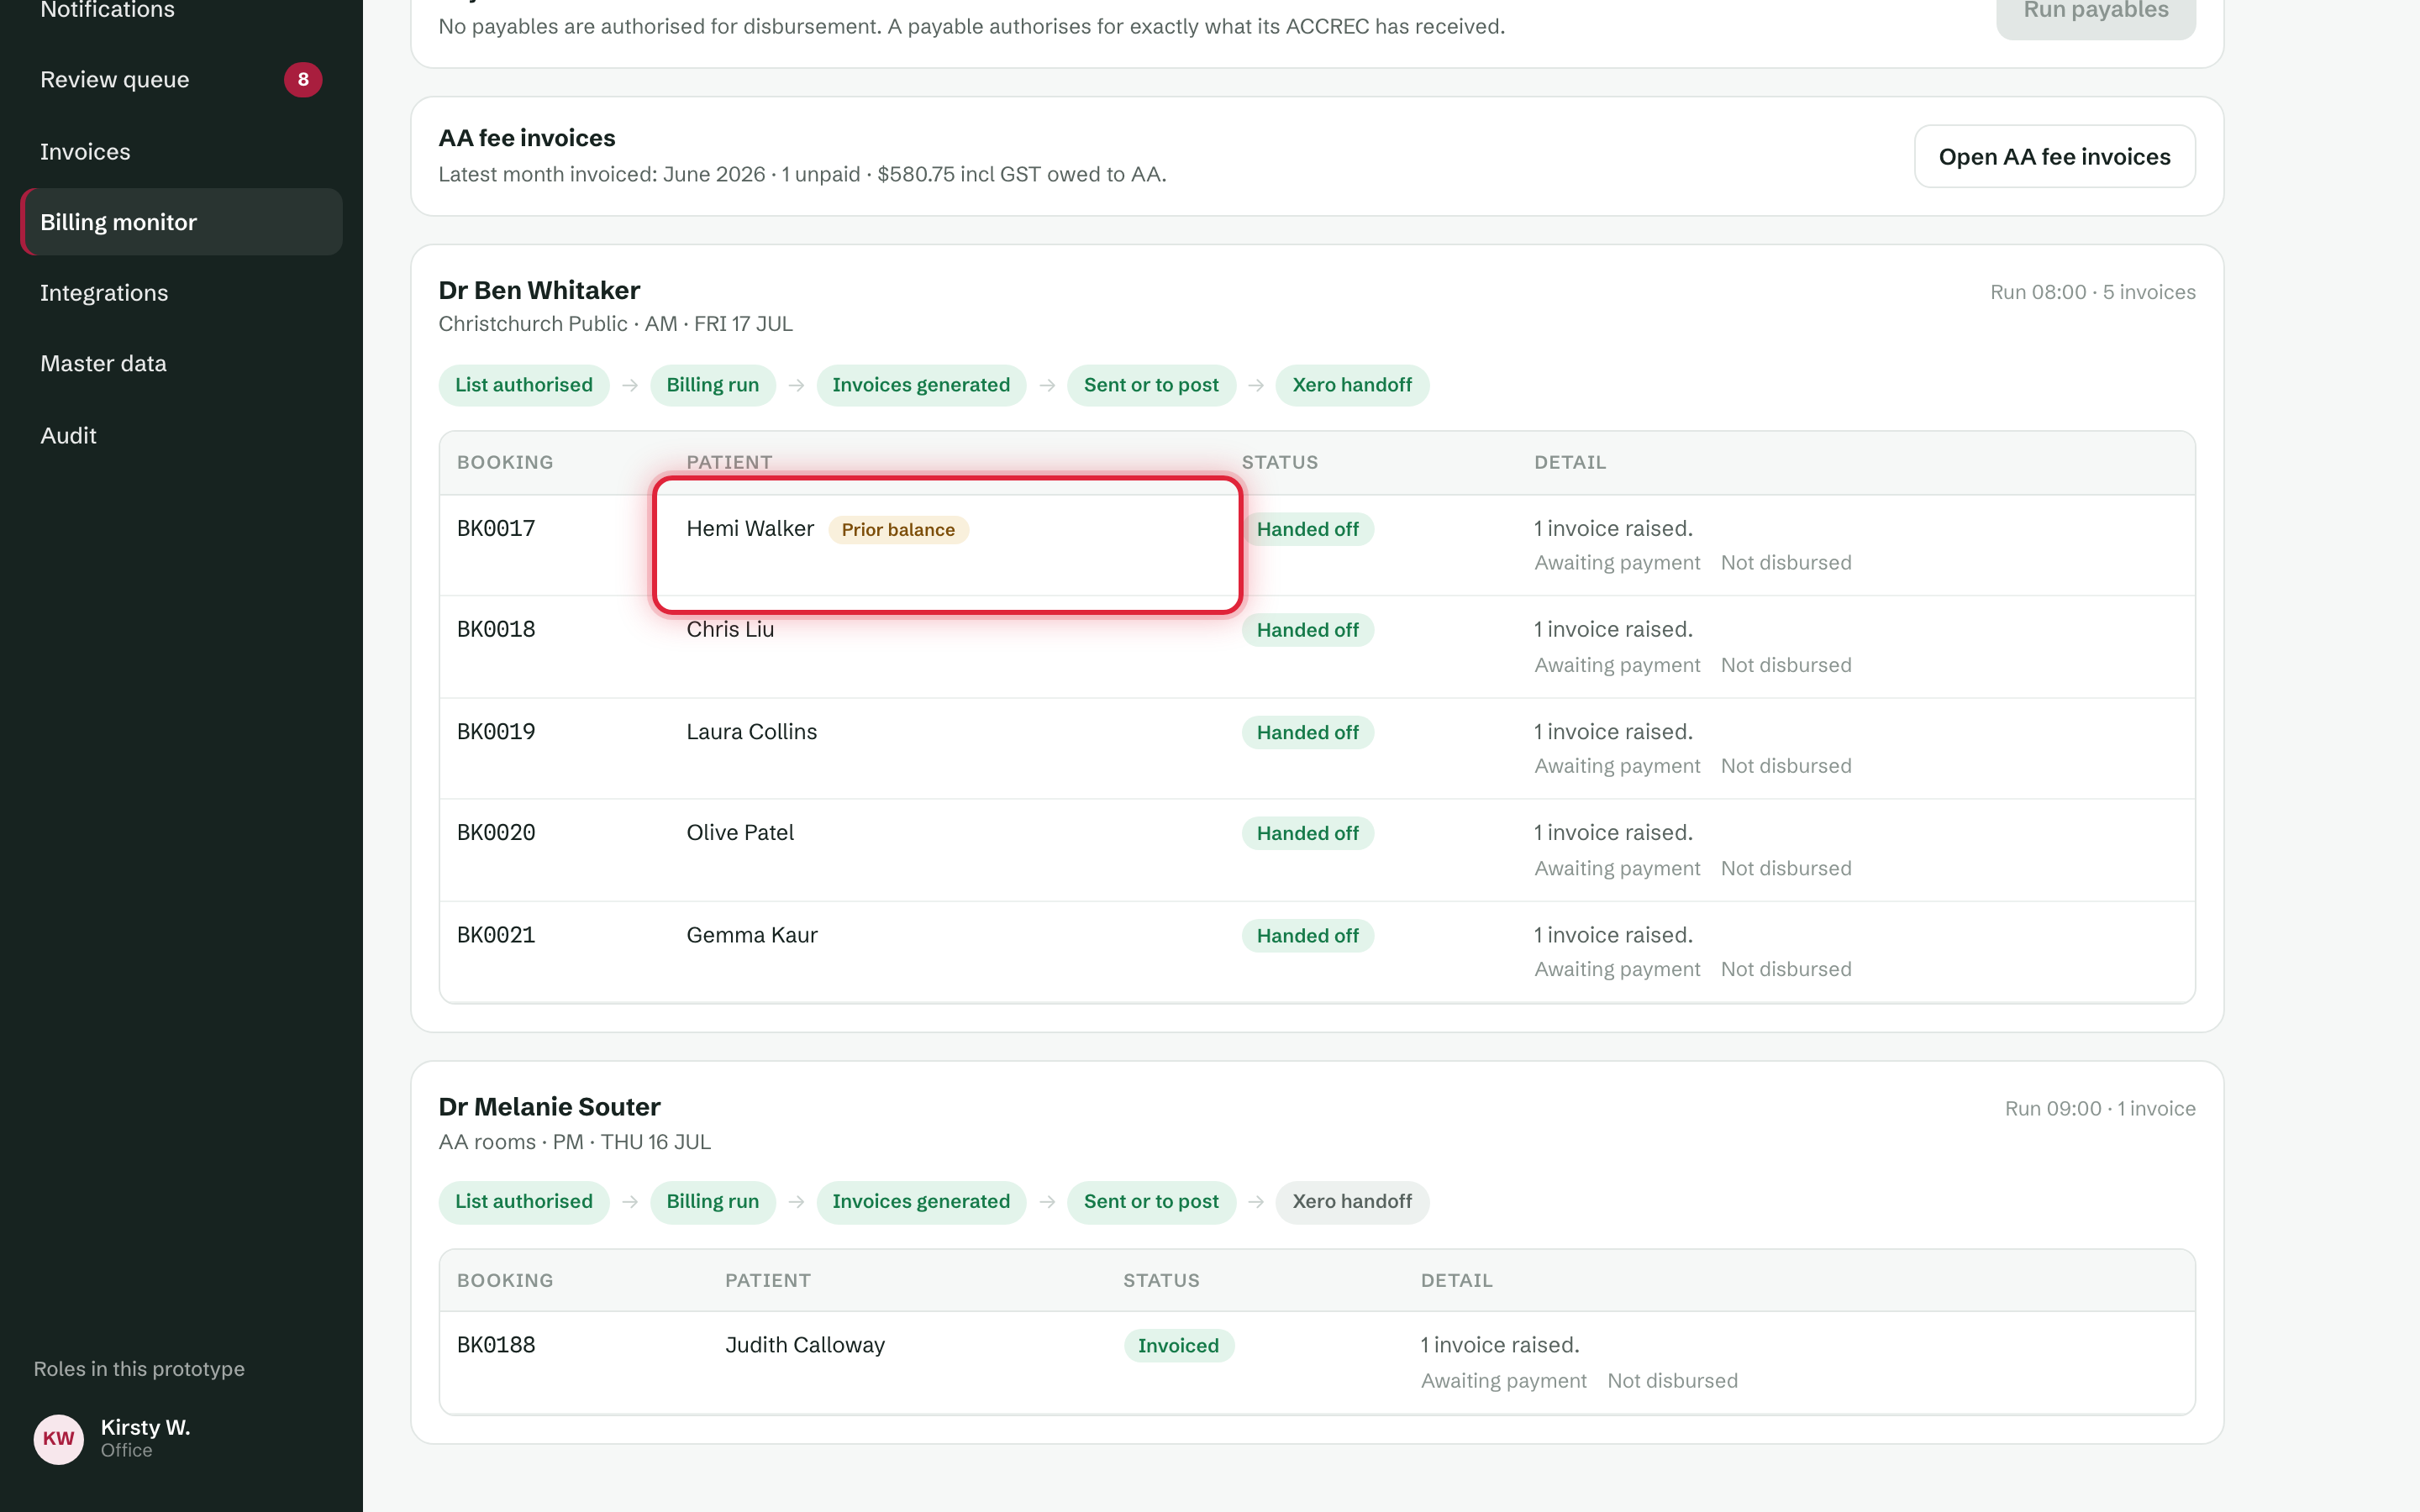 Notifications
Review queue 8
Invoices
Billing monitor
Integrations
Master data
Audit
Roles in this prototype
KW
Kirsty W.
Office
No payables are authorised for disbursement. A payable authorises for exactly what its ACCREC has received.
Run payables
AA fee invoices
Latest month invoiced: June 2026 · 1 unpaid · $580.75 incl GST owed to AA.
Open AA fee invoices
Dr Ben Whitaker
Run 08:00 · 5 invoices
Christchurch Public · AM · FRI 17 JUL
List authorised → Billing run → Invoices generated → Sent or to post → Xero handoff
BOOKING PATIENT STATUS DETAIL
BK0017 Hemi Walker Prior balance Handed off 1 invoice raised.
Awaiting payment Not disbursed
BK0018 Chris Liu Handed off 1 invoice raised.
Awaiting payment Not disbursed
BK0019 Laura Collins Handed off 1 invoice raised.
Awaiting payment Not disbursed
BK0020 Olive Patel Handed off 1 invoice raised.
Awaiting payment Not disbursed
BK0021 Gemma Kaur Handed off 1 invoice raised.
Awaiting payment Not disbursed
Dr Melanie Souter
Run 09:00 · 1 invoice
AA rooms · PM · THU 16 JUL
List authorised → Billing run → Invoices generated → Sent or to post → Xero handoff
BOOKING PATIENT STATUS DETAIL
BK0188 Judith Calloway Invoiced 1 invoice raised.
Awaiting payment Not disbursed